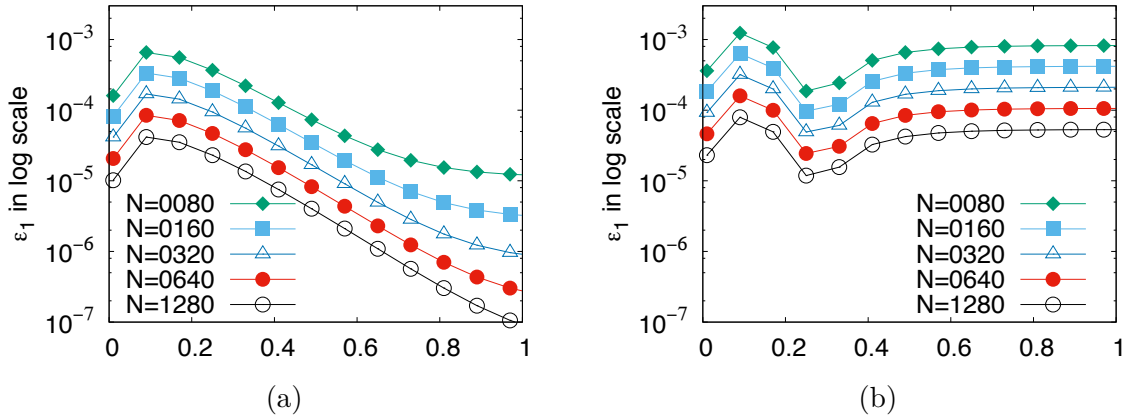 10⁻³
10⁻⁴
10⁻⁵
10⁻⁶
10⁻⁷
ε₁ in log scale
N=0080
N=0160
N=0320
N=0640
N=1280
0 0.2 0.4 0.6 0.8 1
(a)
10⁻³
10⁻⁴
10⁻⁵
10⁻⁶
10⁻⁷
ε₁ in log scale
N=0080
N=0160
N=0320
N=0640
N=1280
0 0.2 0.4 0.6 0.8 1
(b)